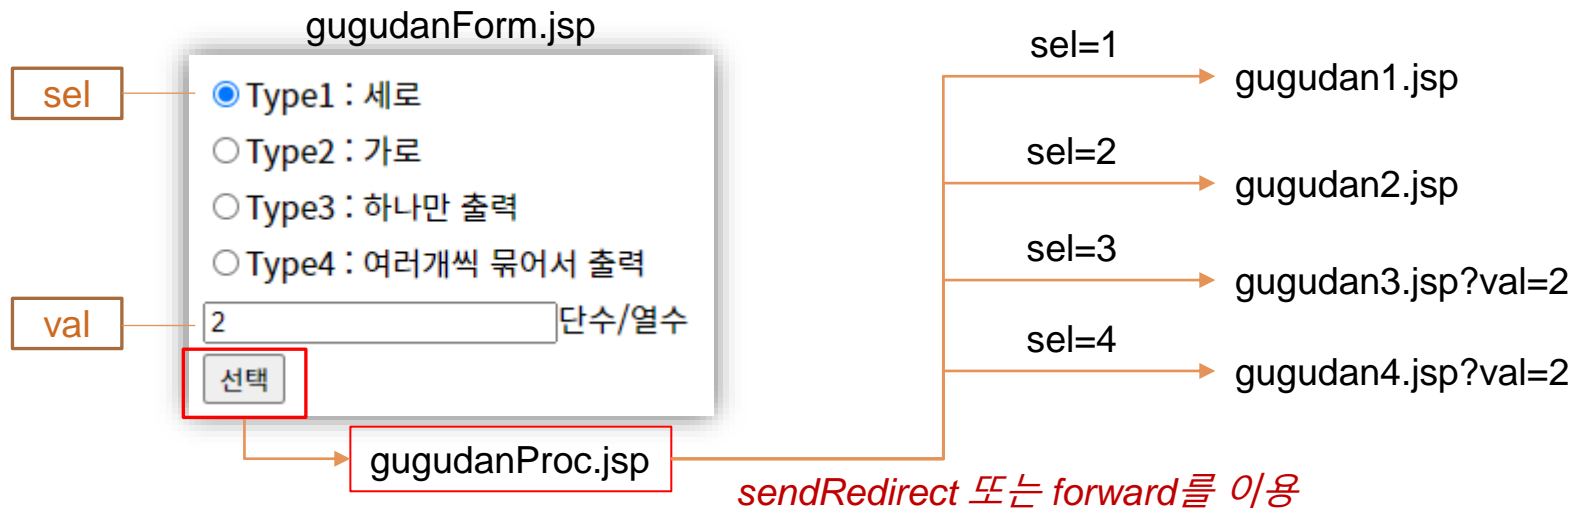 gugudanForm.jsp
sel
Type1 : 세로
Type2 : 가로
Type3 : 하나만 출력
Type4 : 여러개씩 묶어서 출력
val
2
단수/열수
선택
gugudanProc.jsp
sel=1
gugudan1.jsp
sel=2
gugudan2.jsp
sel=3
gugudan3.jsp?val=2
sel=4
gugudan4.jsp?val=2
sendRedirect 또는 forward를 이용